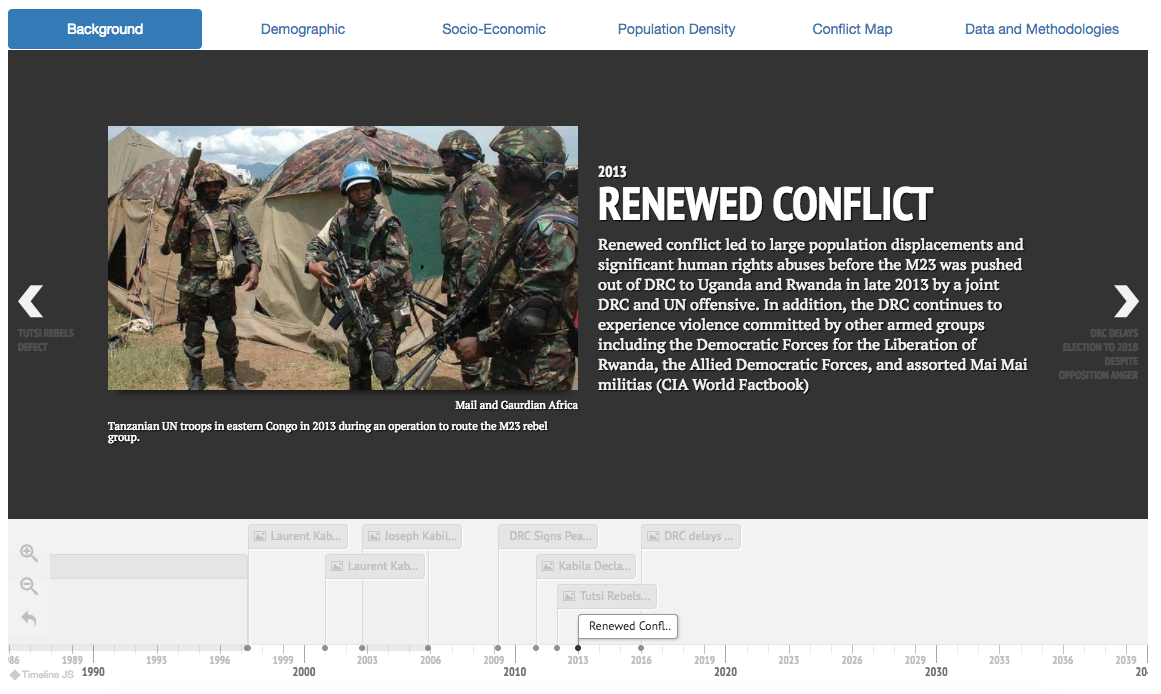 Background
Demographic
Socio-Economic
Population Density
Conflict Map
Data and Methodologies
2013
RENEWED CONFLICT
Renewed conflict led to large population displacements and
significant human rights abuses before the M23 was pushed
out of DRC to Uganda and Rwanda in late 2013 by a joint
DRC and UN offensive. In addition, the DRC continues to
experience violence committed by other armed groups
including the Democratic Forces for the Liberation of
Rwanda, the Allied Democratic Forces, and assorted Mai Mai
militias (CIA World Factbook)
TUTSI REBELS
DEFECT
DRC DELAYS
ELECTION TO 2018
DESPITE
OPPOSITION ANGER
Mail and Gaurdian Africa
Tanzanian UN troops in eastern Congo in 2013 during an operation to route the M23 rebel
group.
Laurent Kab...
Joseph Kabil...
DRC Signs Pea...
DRC delays ...
Laurent Kab...
Kabila Decla...
Tutsi Rebels...
Renewed Confl..
86 1989 1993 1996 1999 2003 2006 2009 2013 2016 2019 2023 2026 2029 2033 2036 2039
Timeline JS
1990 2000 2010 2020 2030 20